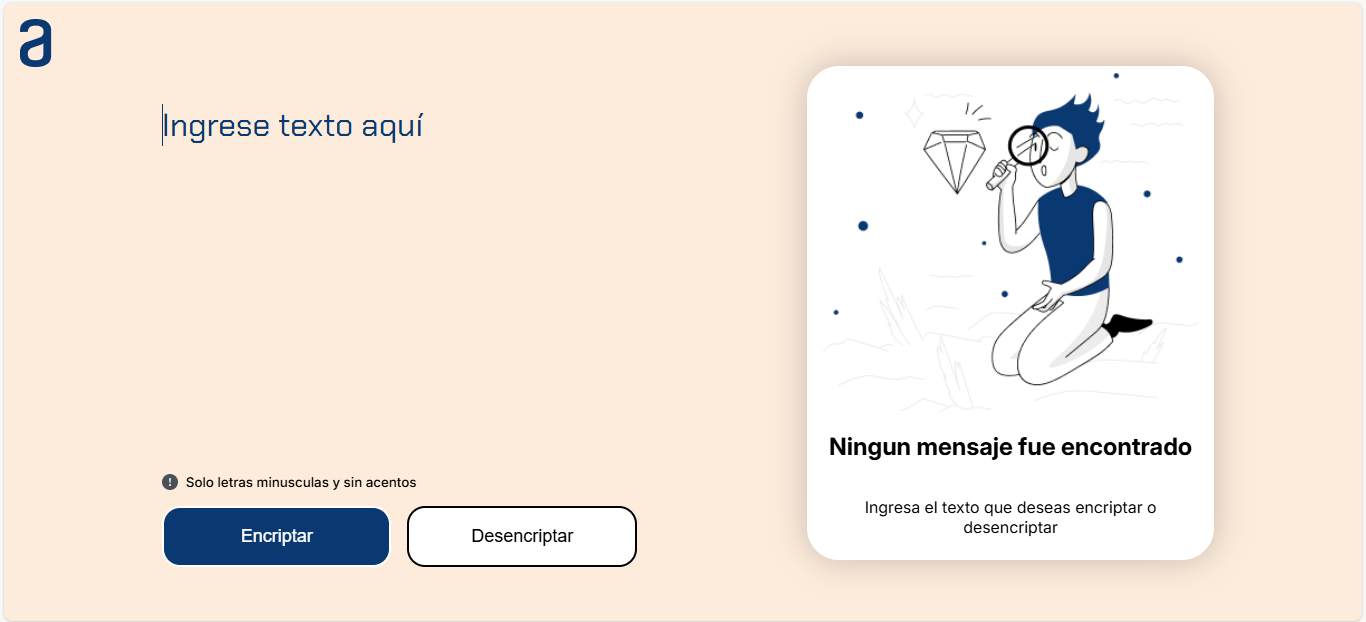 a
Ingrese texto aquí
Solo letras minusculas y sin acentos
Encriptar
Desencriptar
Ningun mensaje fue encontrado
Ingresa el texto que deseas encriptar o
desencriptar